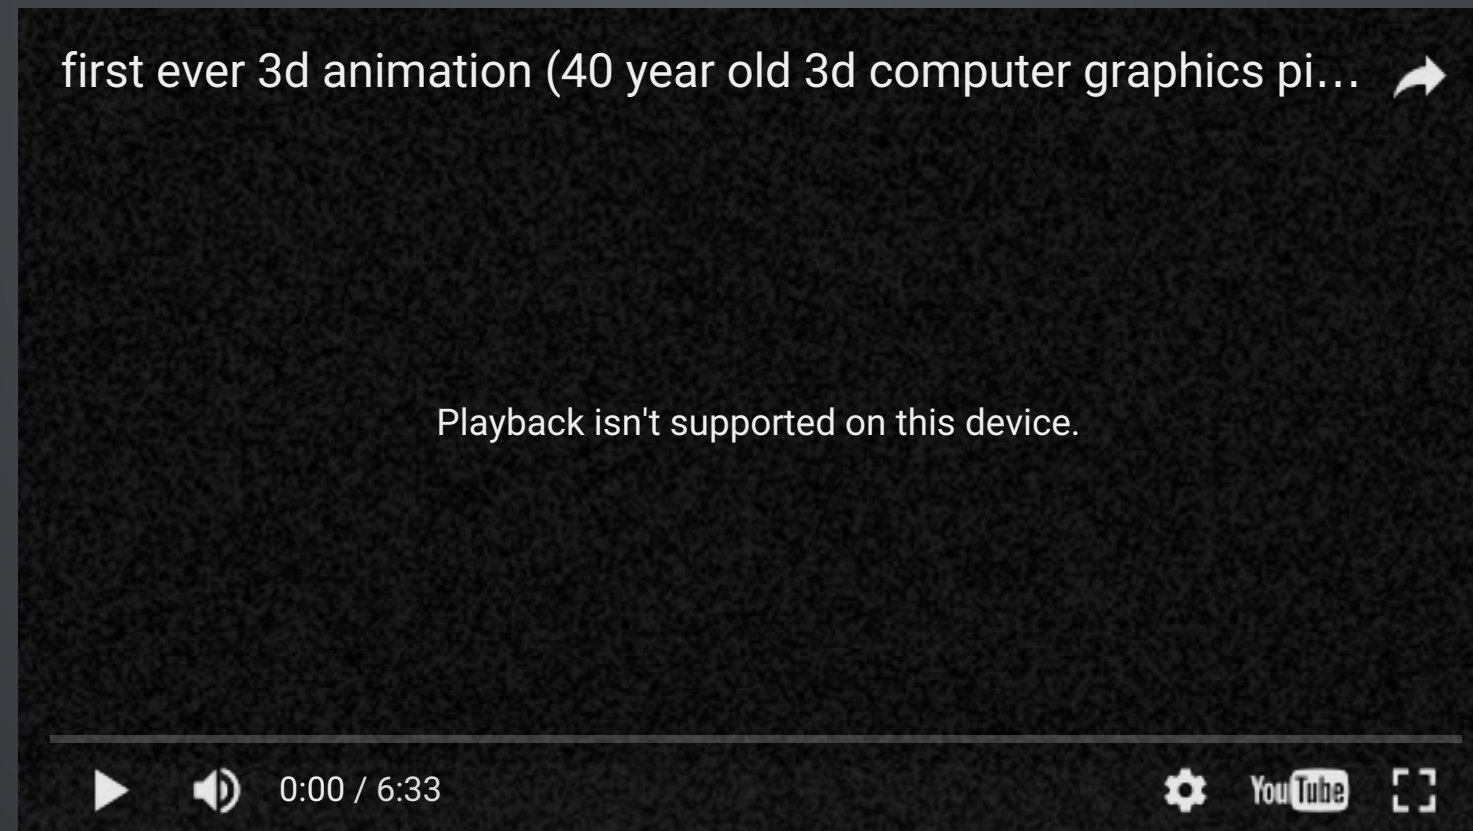 first ever 3d animation (40 year old 3d computer graphics pi...
Playback isn't supported on this device.
0:00 / 6:33
YouTube